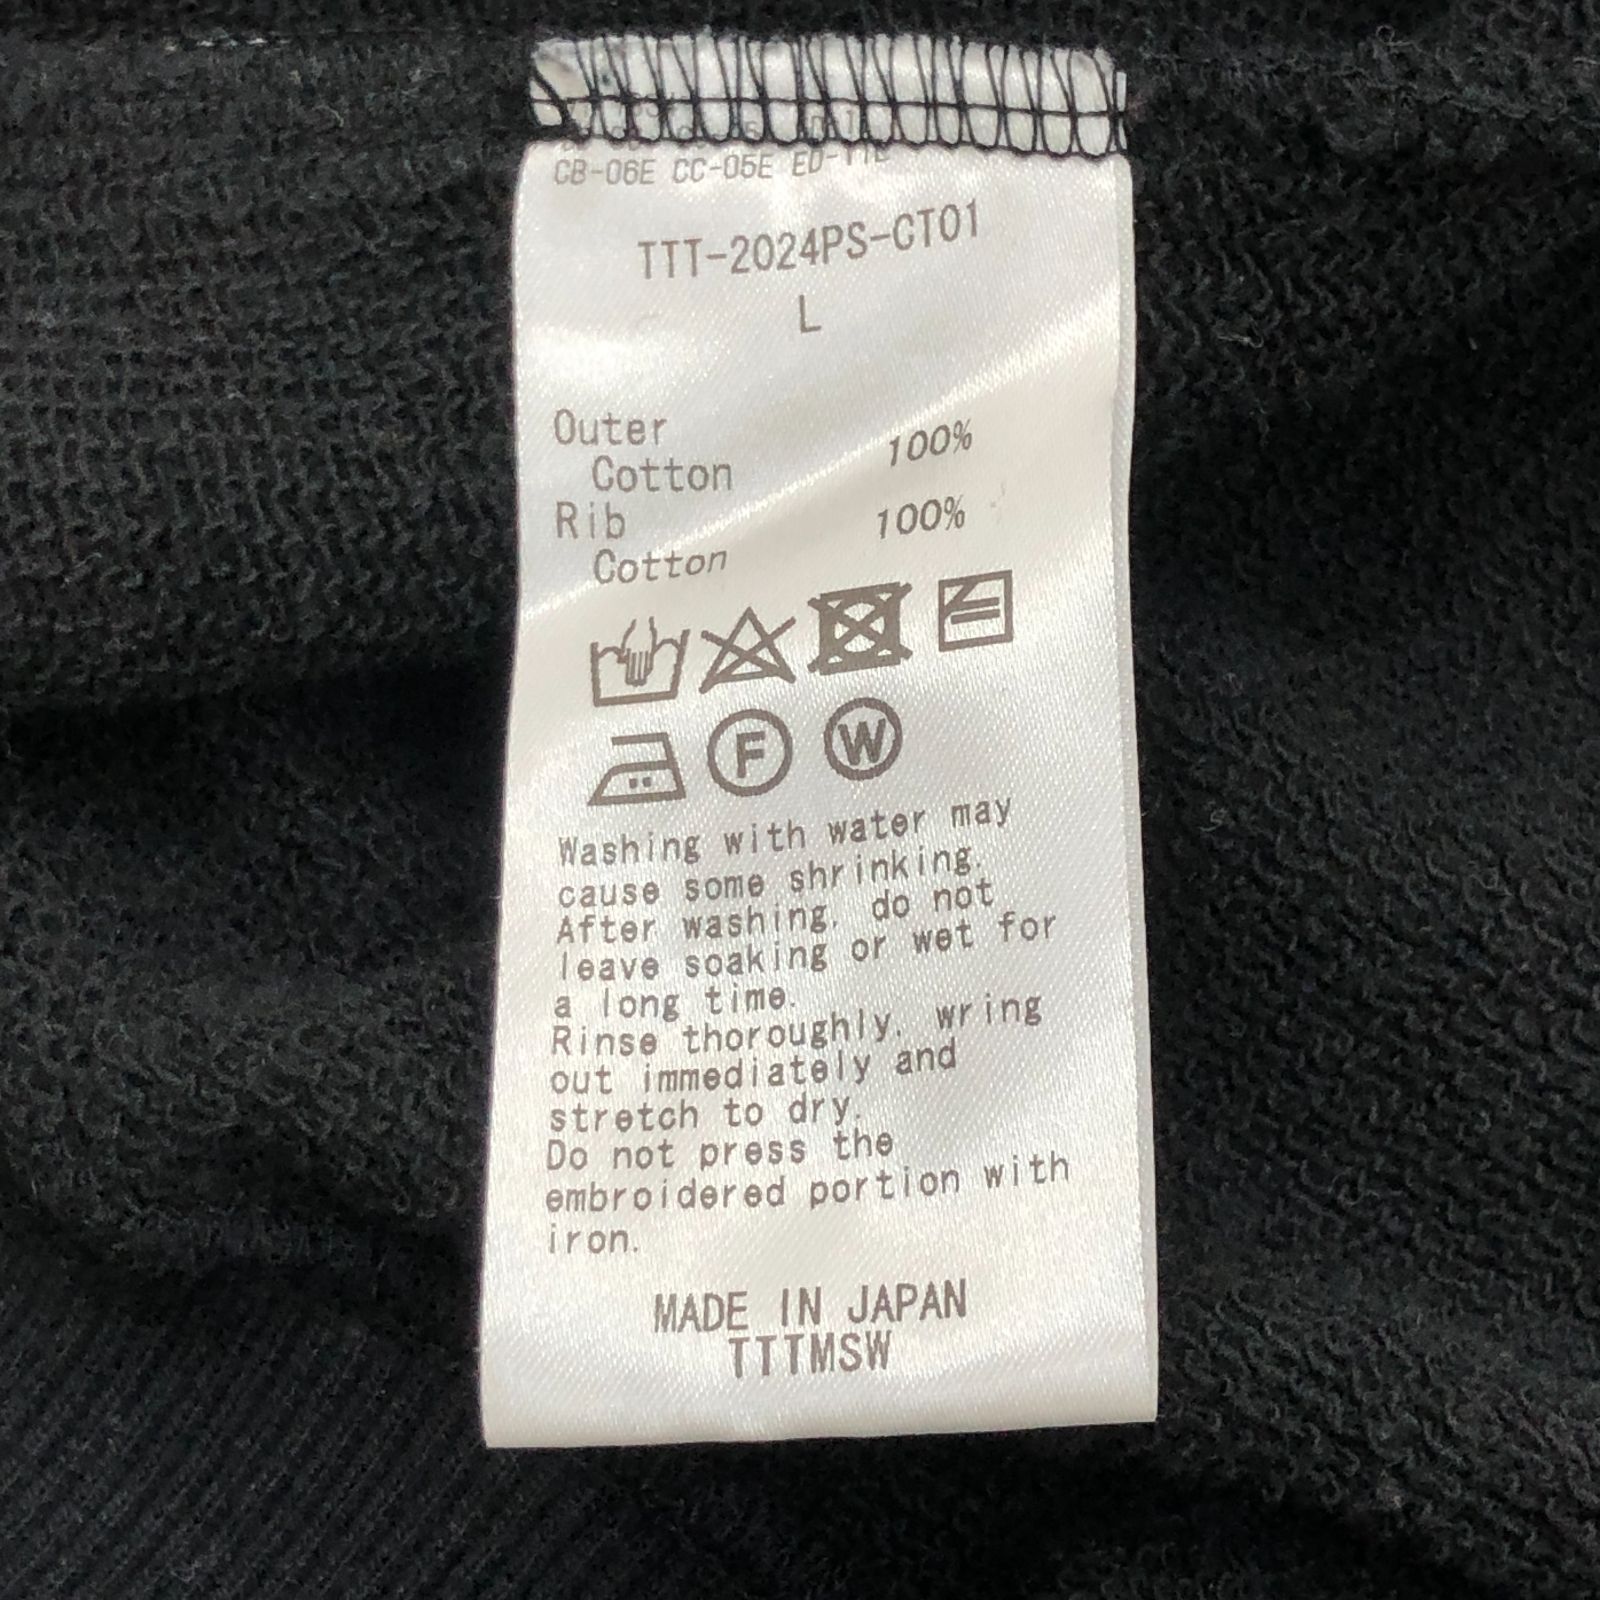 CB-06E CC-05E
TTT-2024PS-CT01
L
Outer
Cotton 100%
Rib
Cotton 100%
F W
Washing with water may
cause some shrinking.
After washing, do not
leave soaking or wet for
a long time.
Rinse thoroughly, wring
out immediately and
stretch to dry.
Do not press the
embroidered portion with
iron.
MADE IN JAPAN
TTTMSW